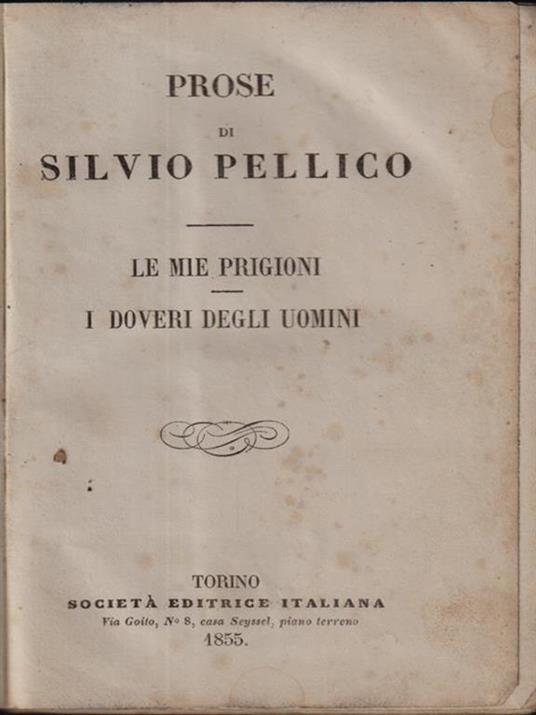 PROSE
DI
SILVIO PELLICO
LE MIE PRIGIONI
I DOVERI DEGLI UOMINI
TORINO
SOCIETÀ EDITRICE ITALIANA
Via Goito, Nº 8, casa Seyssel, piano terreno
1855.